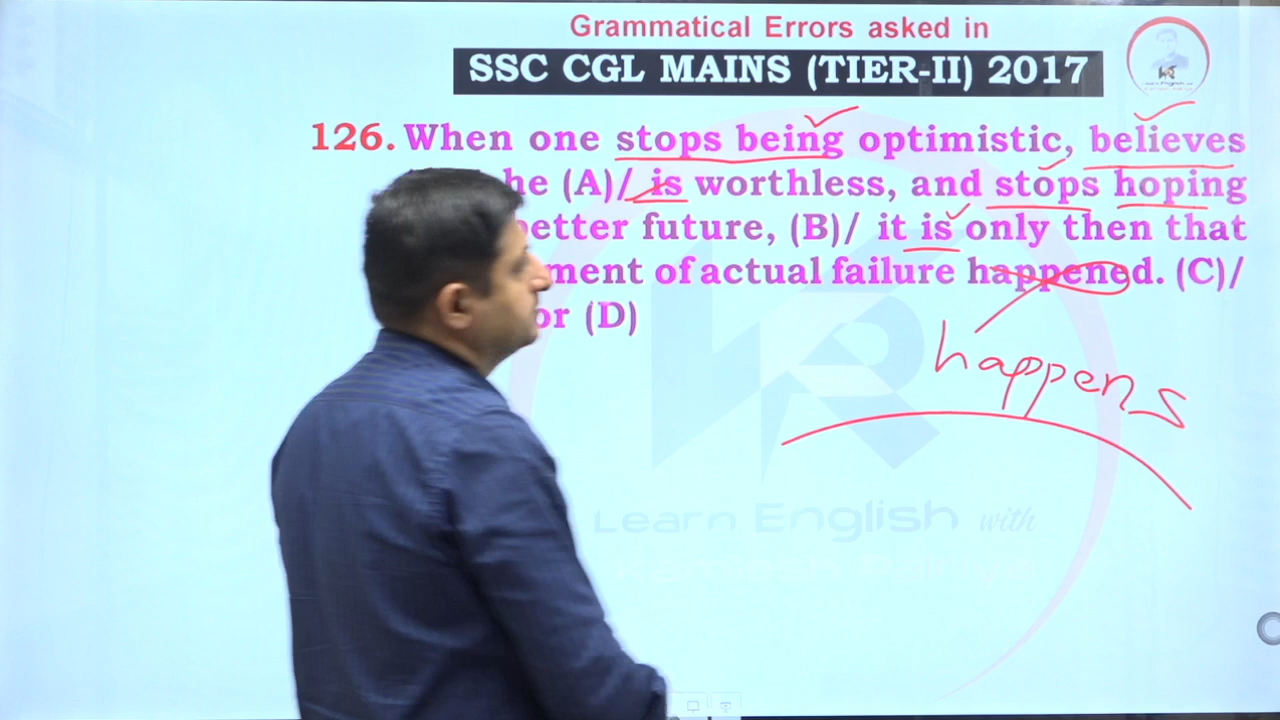 Grammatical Errors asked in
SSC CGL MAINS (TIER-II) 2017
126. When one stops being optimistic, believes
he (A)/ is worthless, and stops hoping
better future, (B)/ it is only then that
ment of actual failure happened. (C)/
or (D)
happens
Learn English with